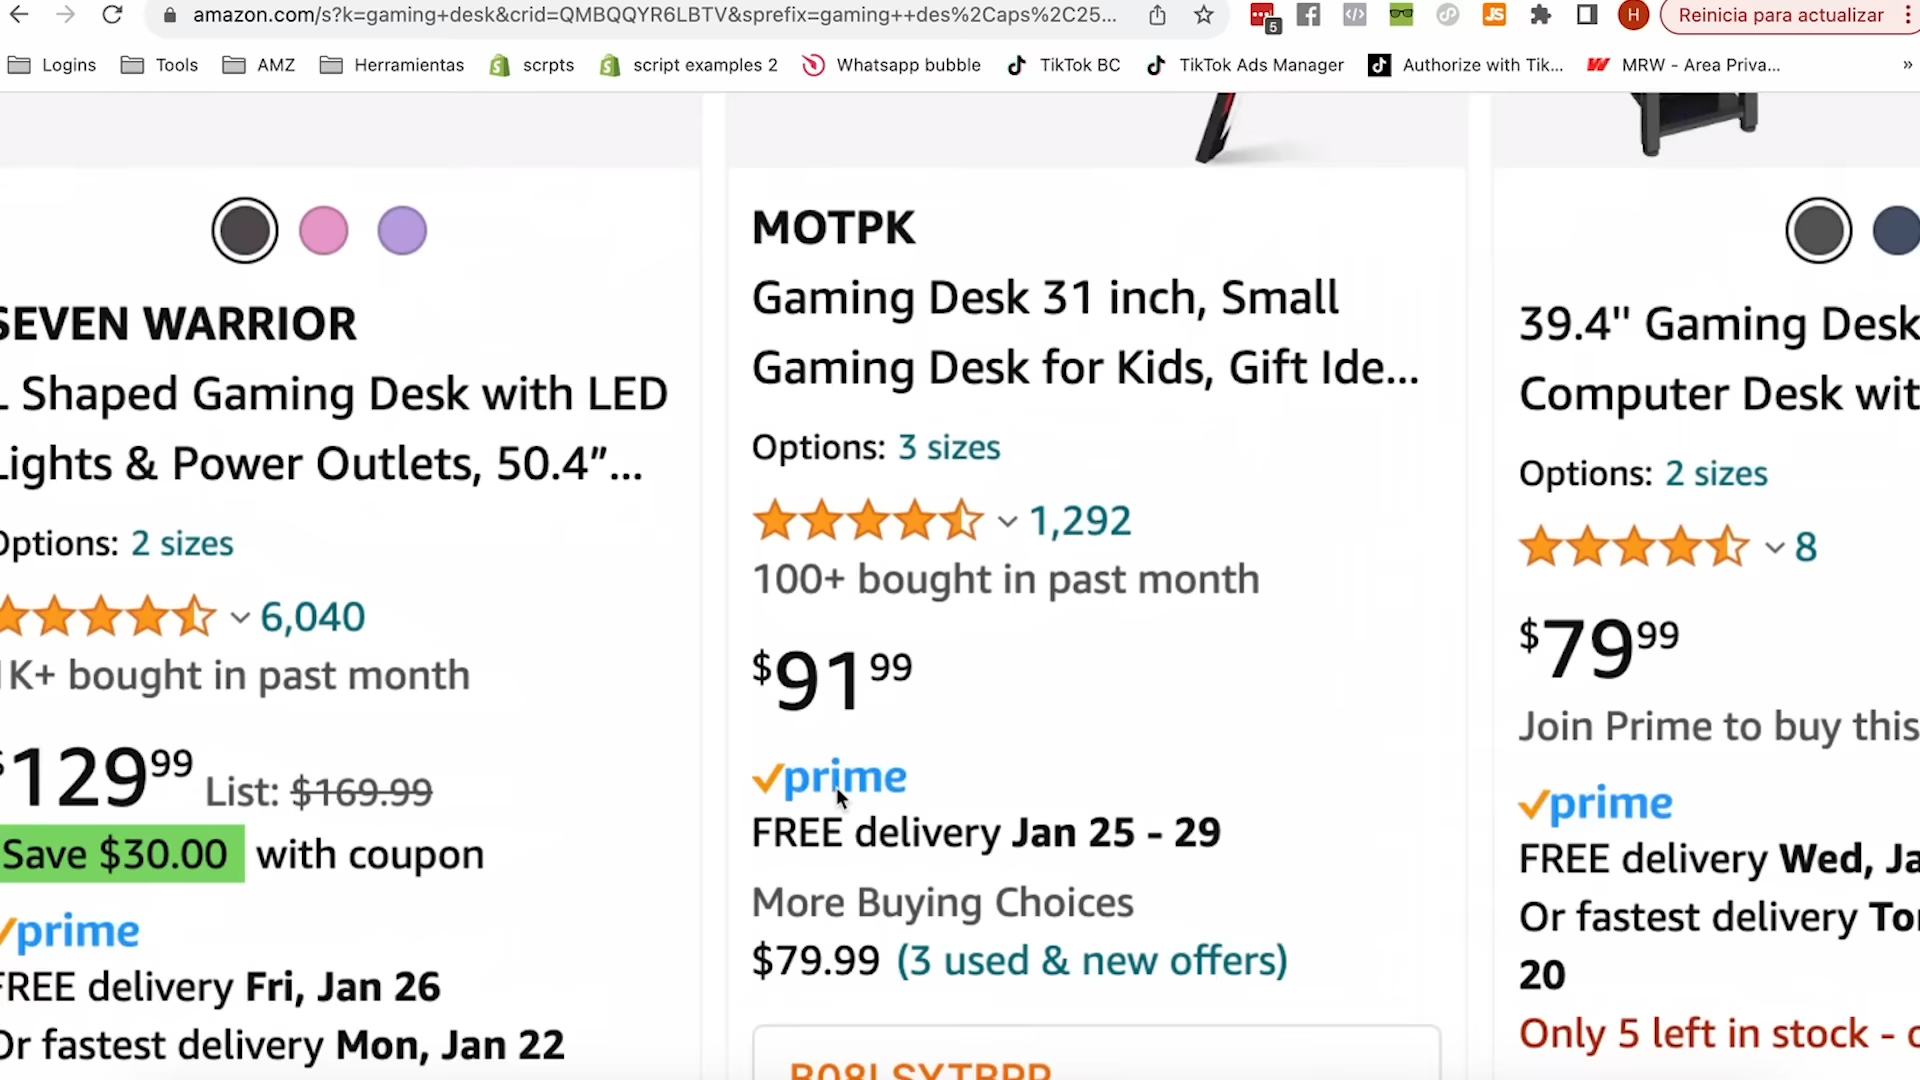 amazon.com/s?k=gaming+desk&crid=QMBQQYR6LBTV&sprefix=gaming++des%2Caps%2C25...
5
JS
H
Reinicia para actualizar
Logins
Tools
AMZ
Herramientas
scrpts
script examples 2
Whatsapp bubble
TikTok BC
TikTok Ads Manager
Authorize with Tik...
MRW - Area Priva...
»
SEVEN WARRIOR
L Shaped Gaming Desk with LED
Lights & Power Outlets, 50.4”...
Options: 2 sizes
6,040
1K+ bought in past month
$129 99 List: $169.99
Save $30.00 with coupon
prime
FREE delivery Fri, Jan 26
Or fastest delivery Mon, Jan 22
MOTPK
Gaming Desk 31 inch, Small
Gaming Desk for Kids, Gift Ide...
Options: 3 sizes
1,292
100+ bought in past month
$91 99
prime
FREE delivery Jan 25 - 29
More Buying Choices
$79.99 (3 used & new offers)
39.4" Gaming Desk
Computer Desk wit
Options: 2 sizes
8
$79 99
Join Prime to buy this
prime
FREE delivery Wed, Ja
Or fastest delivery To
20
Only 5 left in stock -